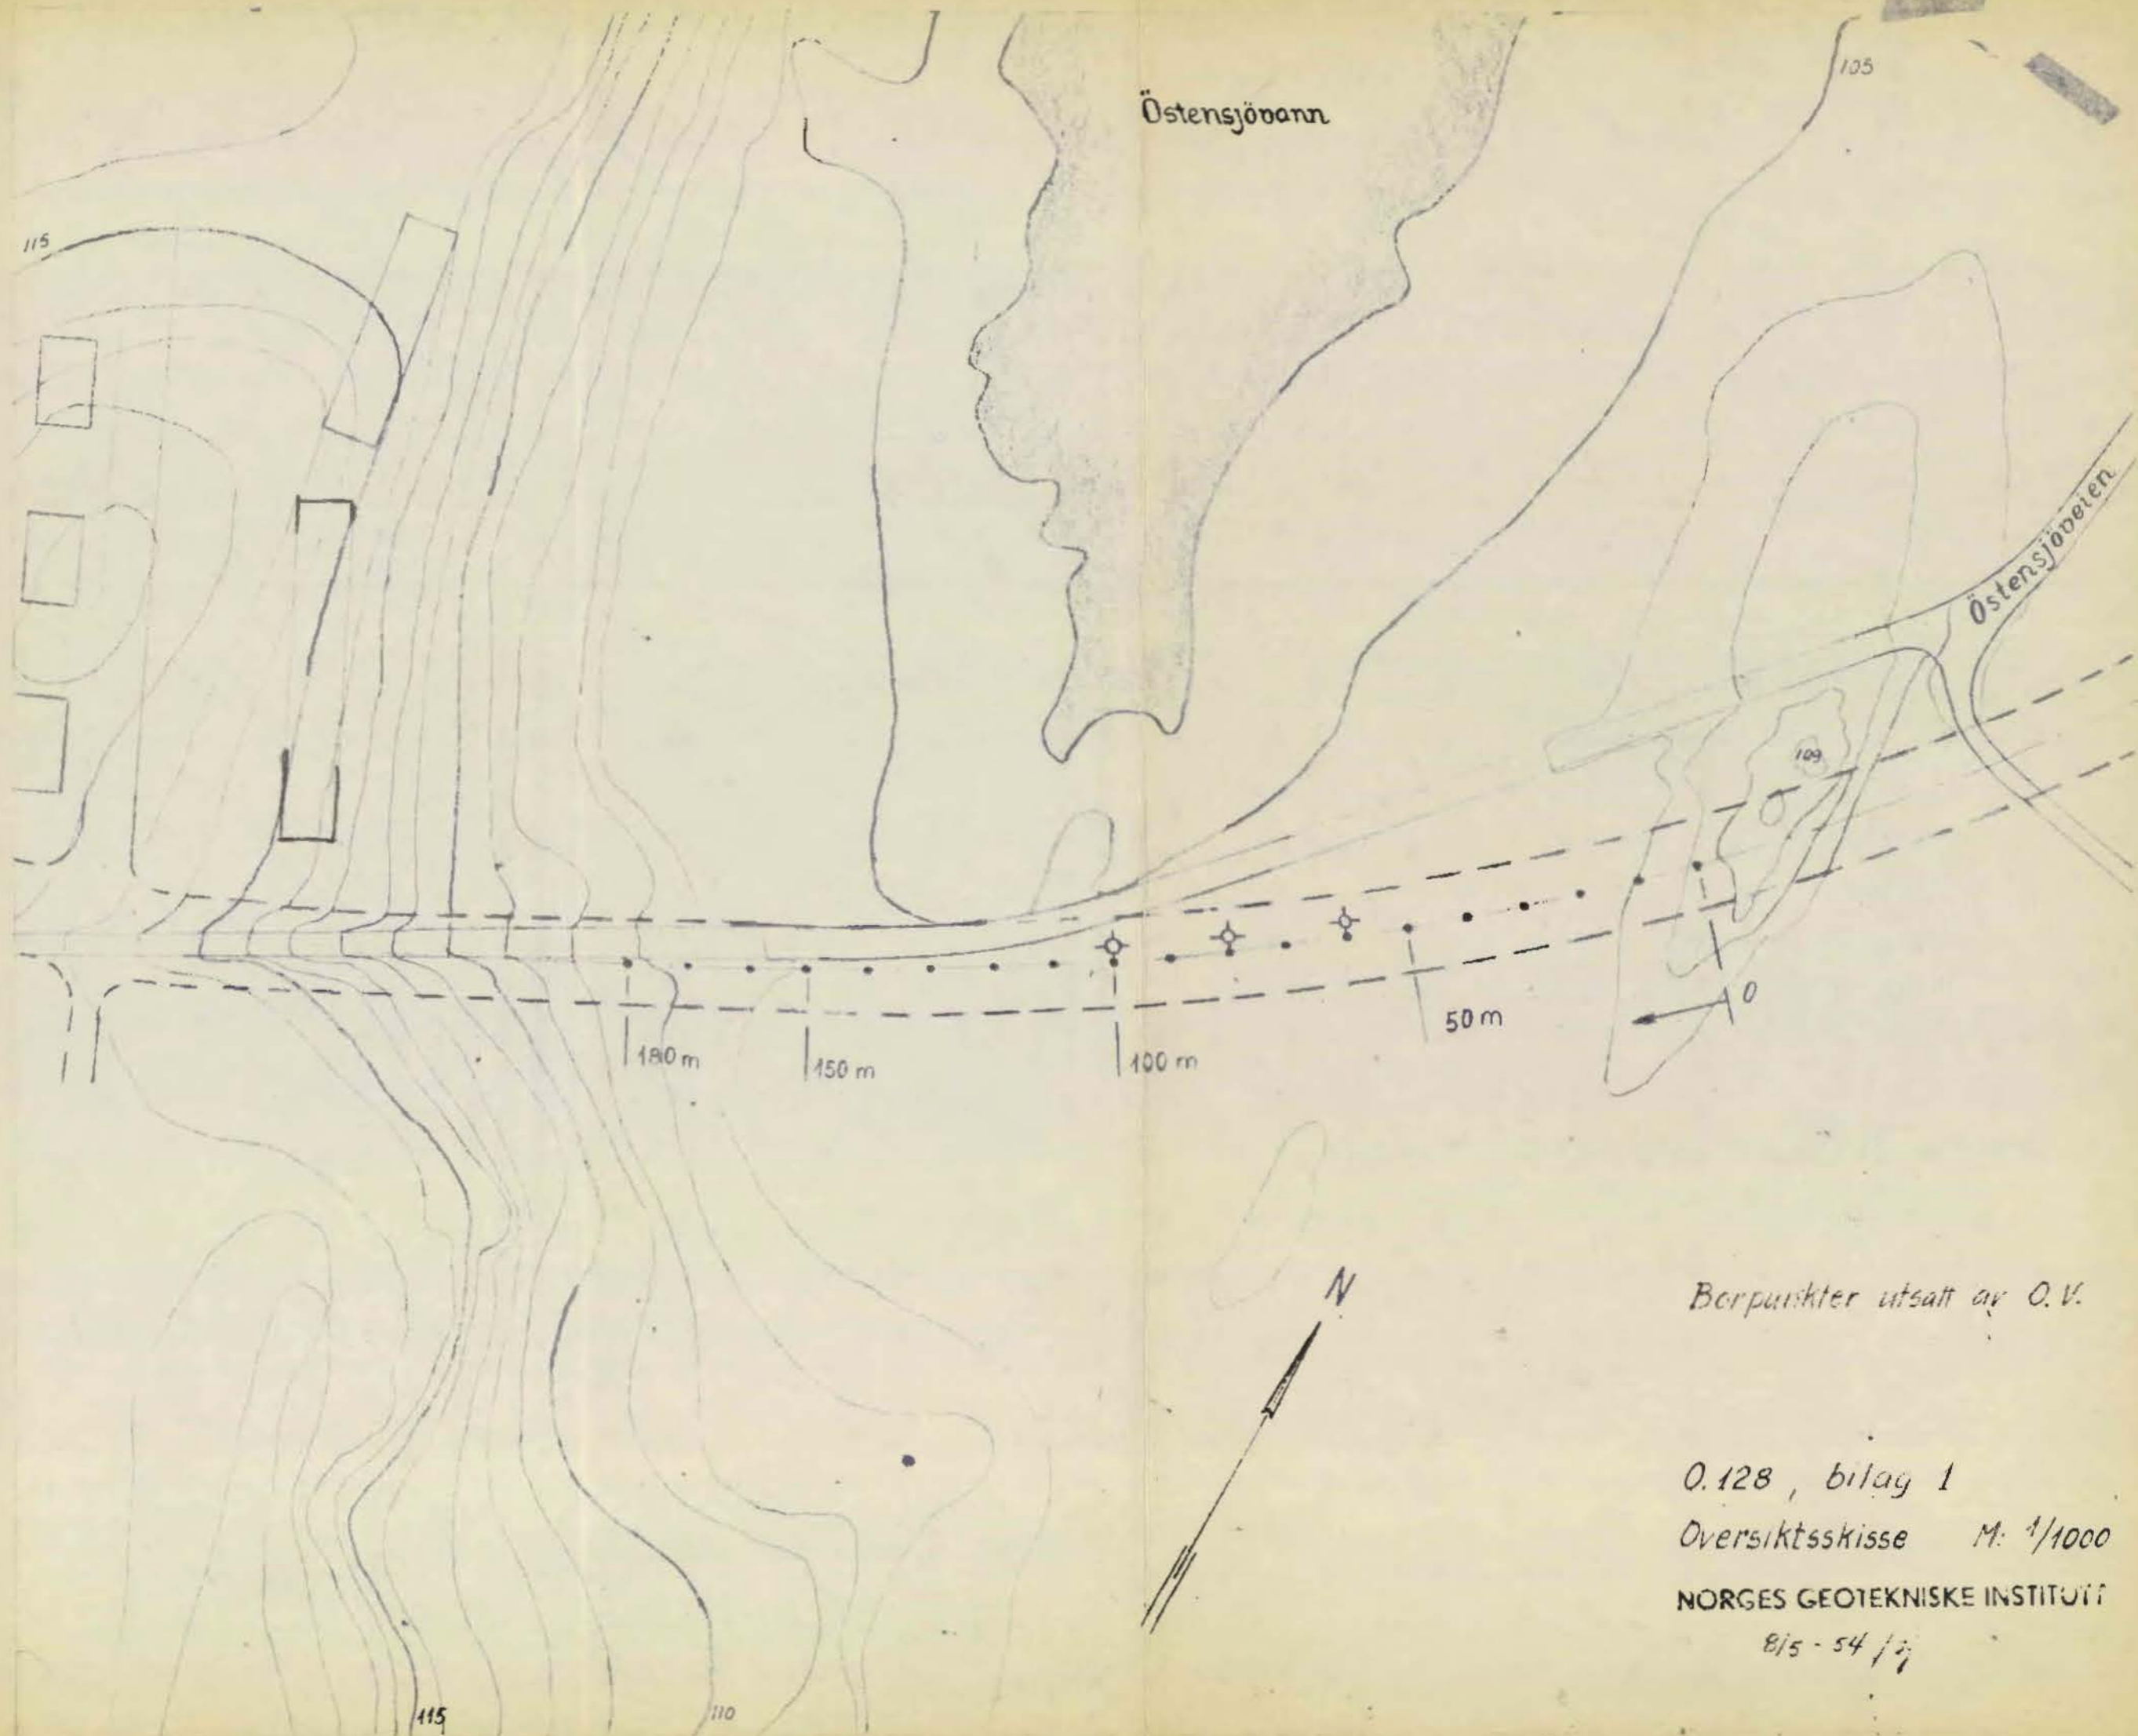 105
Östensjövann
115
Östensjöveien
109
0
50 m
100 m
150 m
180 m
N
Borpunkter utsatt av O.V.
O.128, bilag 1
Oversiktsskisse M: 1/1000
NORGES GEOTEKNISKE INSTITUTT
8/5 - 54
115
110